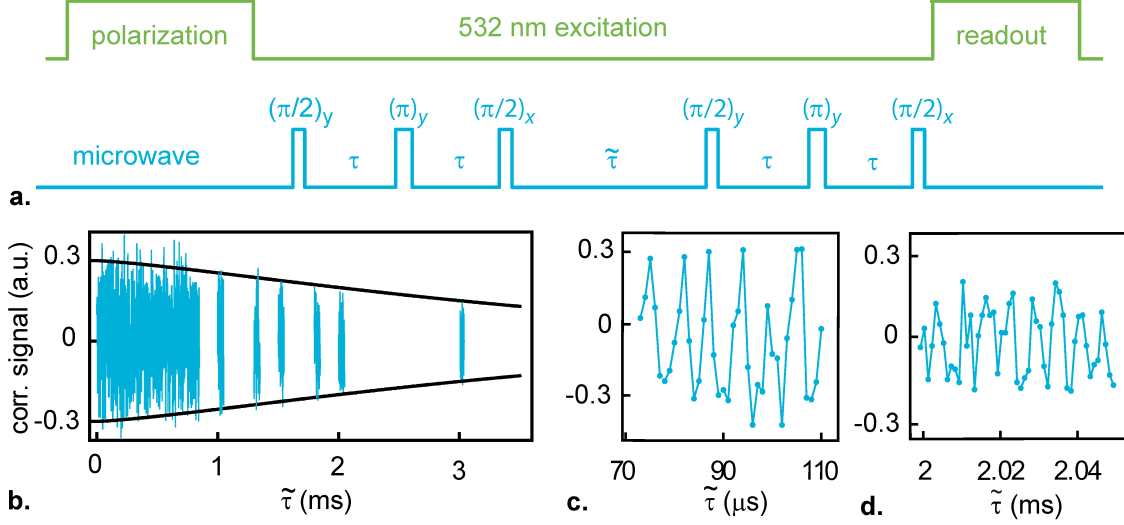 polarization 532 nm excitation readout
(π/2)y (π)y (π/2)x (π/2)y (π)y (π/2)x
microwave τ τ τ̃ τ τ
a.
corr. signal (a.u.)
0.3
0
-0.3
0 1 2 3
τ̃ (ms)
b.
0.3
0
-0.3
70 90 110
τ̃ (μs)
c.
0.3
0
-0.3
2 2.02 2.04
τ̃ (ms)
d.